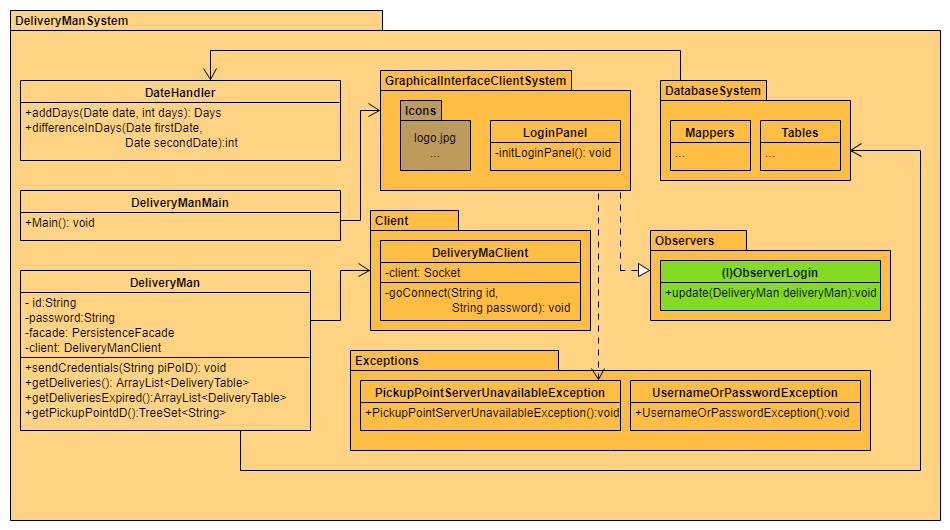 DeliveryManSystem
DateHandler
+addDays(Date date, int days): Days
+differenceInDays(Date firstDate,
Date secondDate):int
GraphicalInterfaceClientSystem
Icons
logo.jpg
...
LoginPanel
-initLoginPanel(): void
DatabaseSystem
Mappers
...
Tables
...
DeliveryManMain
+Main(): void
Client
DeliveryMaClient
-client: Socket
-goConnect(String id,
String password): void
Observers
(I)ObserverLogin
+update(DeliveryMan deliveryMan):void
DeliveryMan
- id:String
-password:String
-facade: PersistenceFacade
-client: DeliveryManClient
+sendCredentials(String piPoID): void
+getDeliveries(): ArrayList<DeliveryTable>
+getDeliveriesExpired():ArrayList<DeliveryTable>
+getPickupPointdD():TreeSet<String>
Exceptions
PickupPointServerUnavailableException
+PickupPointServerUnavailableException():void
UsernameOrPasswordException
+UsernameOrPasswordException():void